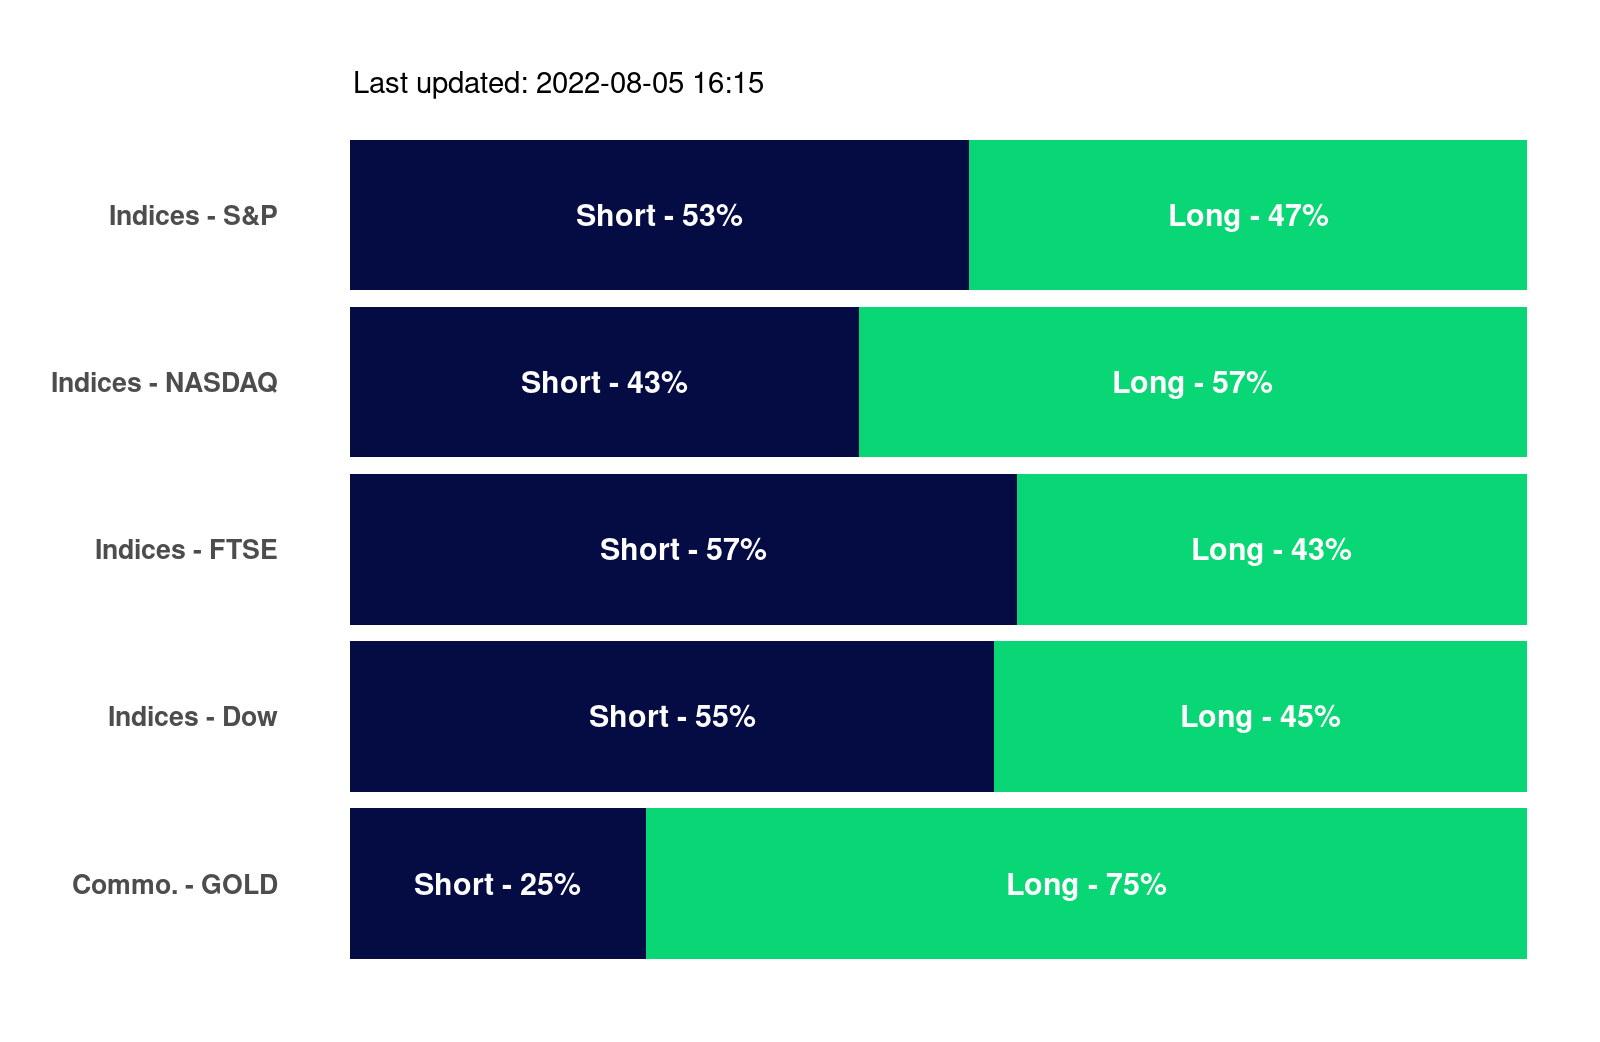 Last updated: 2022-08-05 16:15
Indices - S&P
Short - 53%
Long - 47%
Indices - NASDAQ
Short - 43%
Long - 57%
Indices - FTSE
Short - 57%
Long - 43%
Indices - Dow
Short - 55%
Long - 45%
Commo. - GOLD
Short - 25%
Long - 75%